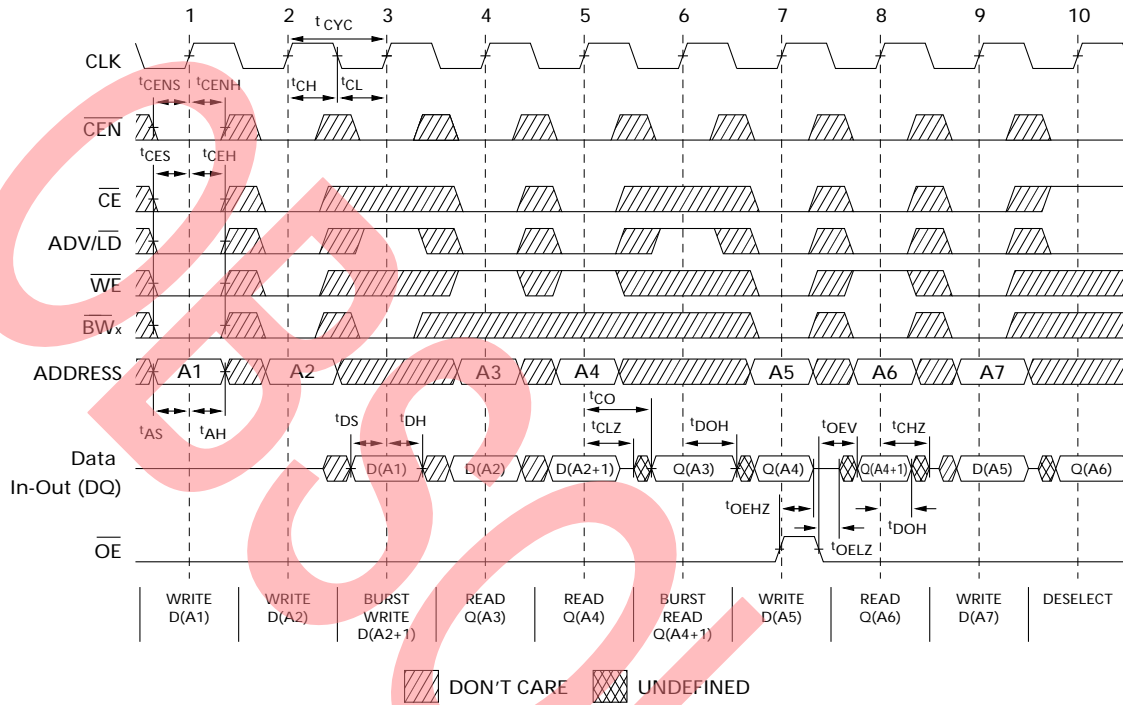 1 2 3 4 5 6 7 8 9 10
tCYC
CLK
tCENS tCENH tCH tCL
CEN
tCES tCEH
CE
ADV/LD
WE
BWx
ADDRESS A1 A2 A3 A4 A5 A6 A7
tCO
tAS tAH tDS tDH tCLZ tDOH tOEV tCHZ
Data
In-Out (DQ)
D(A1) D(A2) D(A2+1) Q(A3) Q(A4) Q(A4+1) D(A5) Q(A6)
tOEHZ tDOH
tOELZ
OE
WRITE
D(A1)
WRITE
D(A2)
BURST
WRITE
D(A2+1)
READ
Q(A3)
READ
Q(A4)
BURST
READ
Q(A4+1)
WRITE
D(A5)
READ
Q(A6)
WRITE
D(A7)
DESELECT
DON'T CARE UNDEFINED